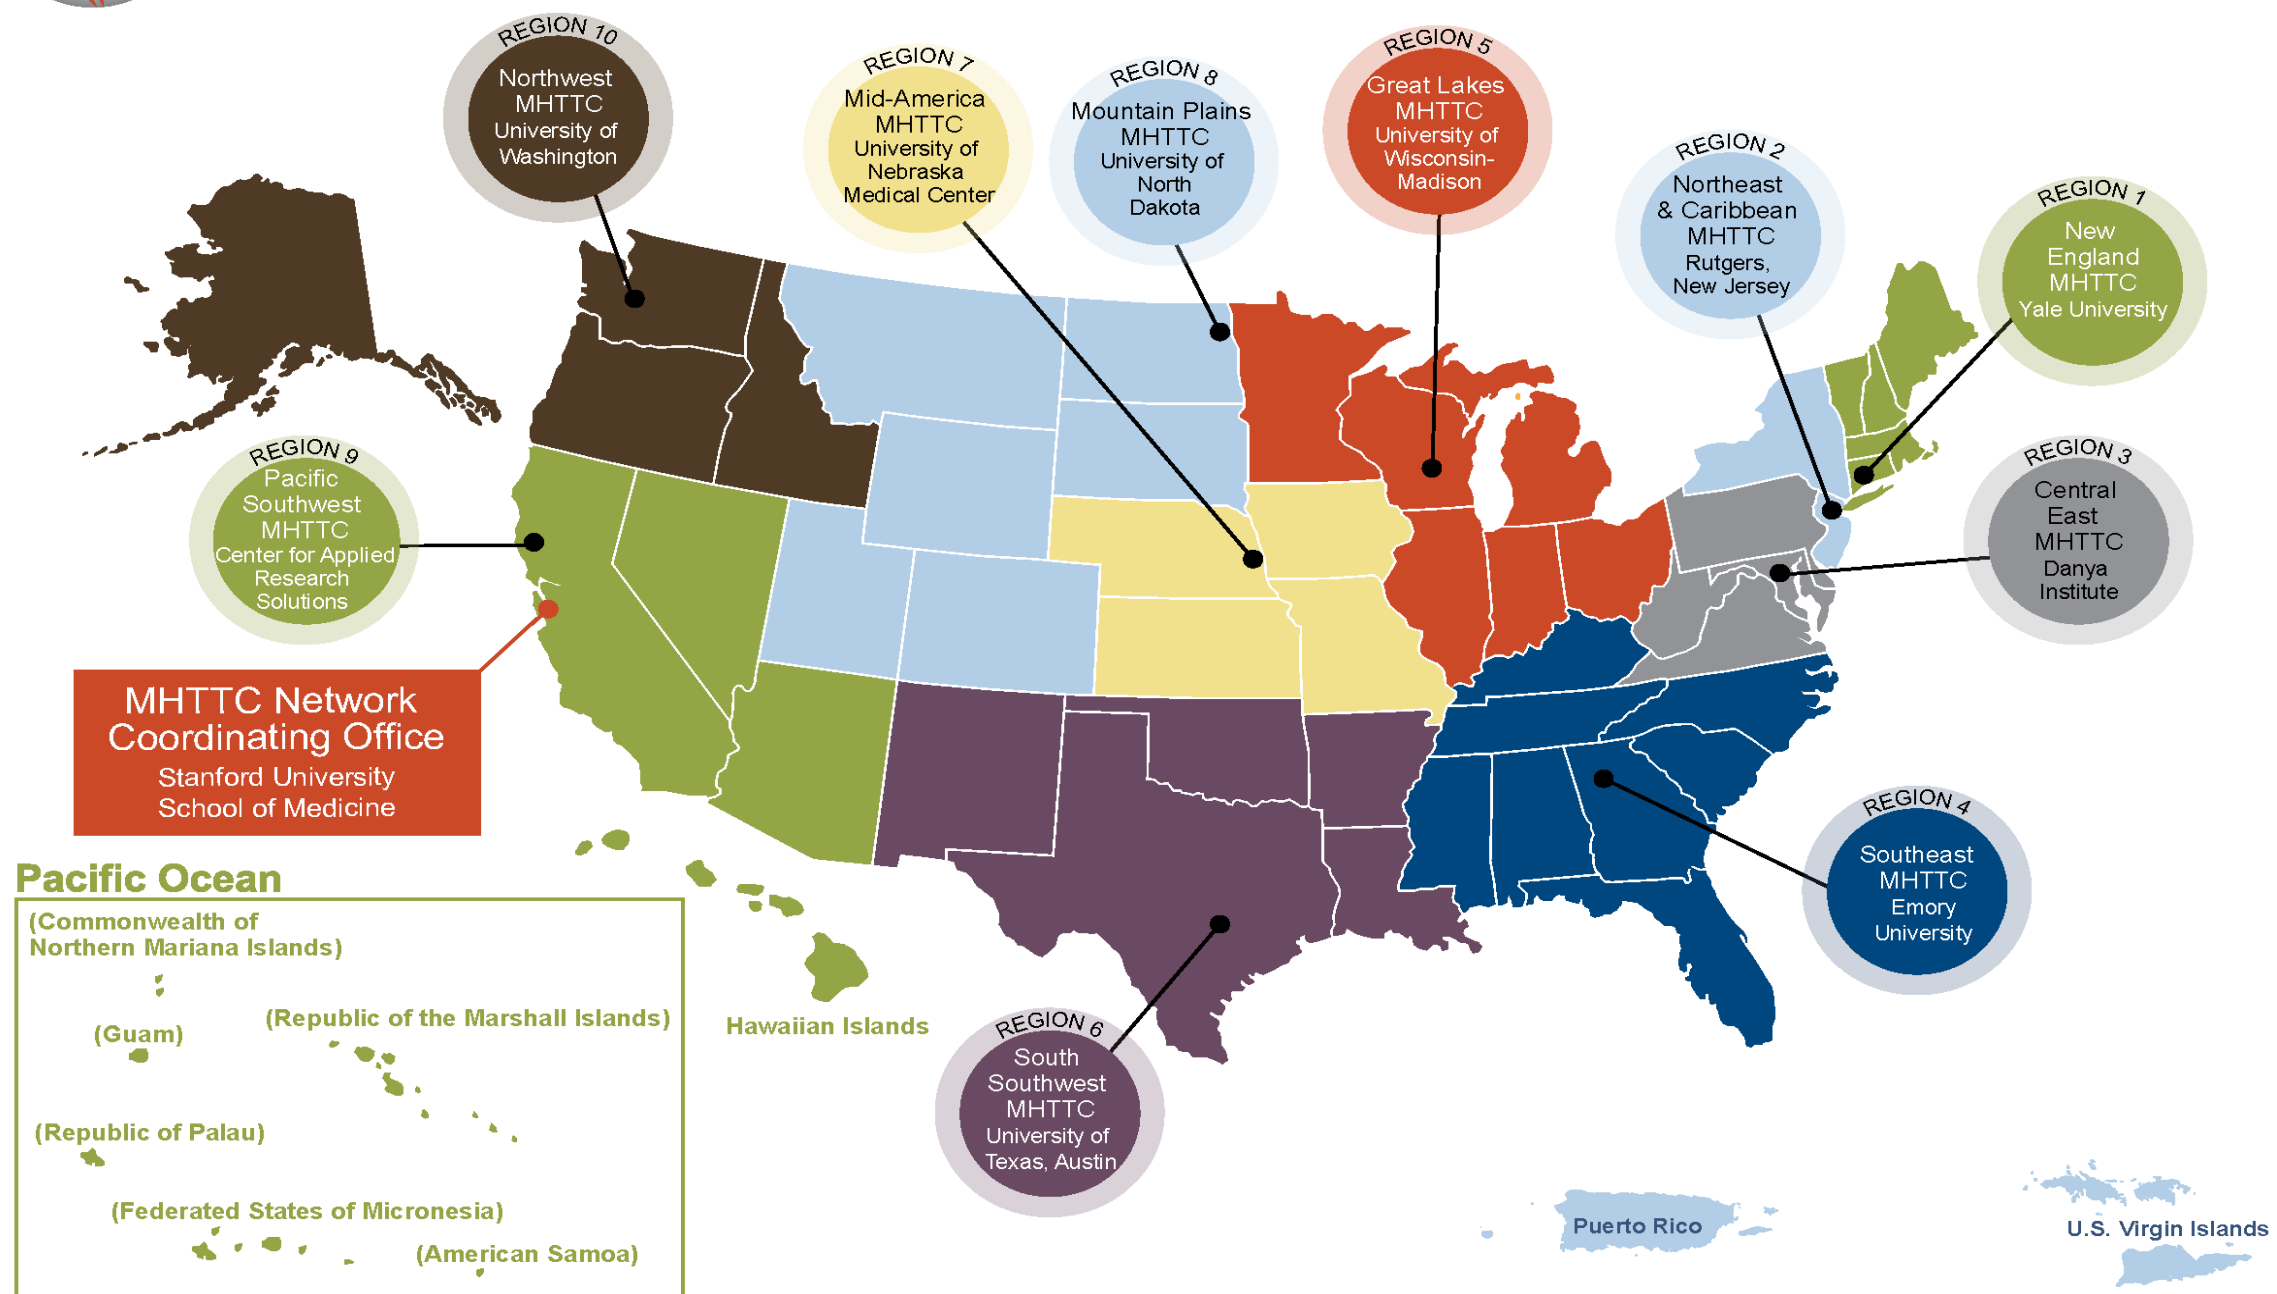 REGION 10
Northwest
MHTTC
University of
Washington
REGION 7
Mid-America
MHTTC
University of
Nebraska
Medical Center
REGION 8
Mountain Plains
MHTTC
University of
North
Dakota
REGION 5
Great Lakes
MHTTC
University of
Wisconsin-
Madison
REGION 2
Northeast
& Caribbean
MHTTC
Rutgers,
New Jersey
REGION 1
New
England
MHTTC
Yale University
REGION 9
Pacific
Southwest
MHTTC
Center for Applied
Research
Solutions
REGION 3
Central
East
MHTTC
Danya
Institute
MHTTC Network
Coordinating Office
Stanford University
School of Medicine
REGION 4
Southeast
MHTTC
Emory
University
Pacific Ocean
(Commonwealth of
Northern Mariana Islands)
(Guam)
(Republic of the Marshall Islands)
(Republic of Palau)
(Federated States of Micronesia)
(American Samoa)
Hawaiian Islands
REGION 6
South
Southwest
MHTTC
University of
Texas, Austin
Puerto Rico
U.S. Virgin Islands